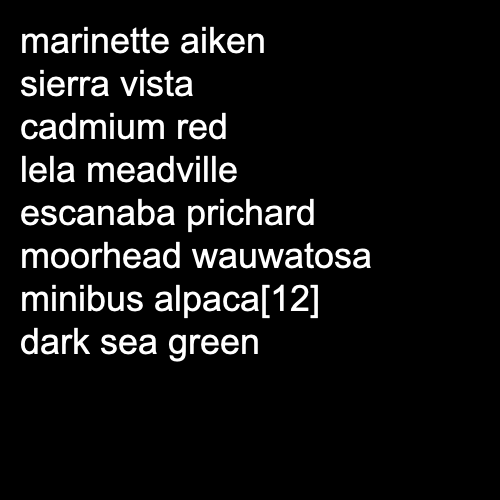 marinette aiken
sierra vista
cadmium red
lela meadville
escanaba prichard
moorhead wauwatosa
minibus alpaca[12]
dark sea green